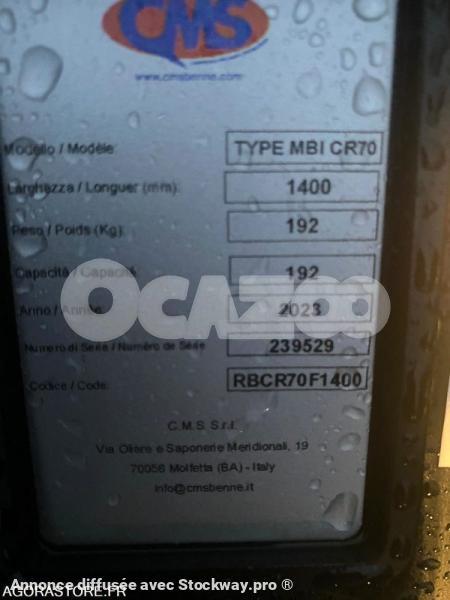 CMS
www.cmsbenne.com
Modello / Modèle: TYPE MBI CR70
Larghezza / Longuer (mm): 1400
Peso / Poids (Kg): 192
Capacità / Capacité 192
Anno / Année 2023
Numero di Serie / Numéro de Série 239529
Codice / Code: RBCR70F1400
OCAZOO
C.M.S. S.r.l.
Via Oliere e Saponerie Meridionali, 19
70056 Molfetta (BA) - Italy
info@cmsbenne.it
Annonce diffusée avec Stockway.pro ®
AGORASTORE.FR